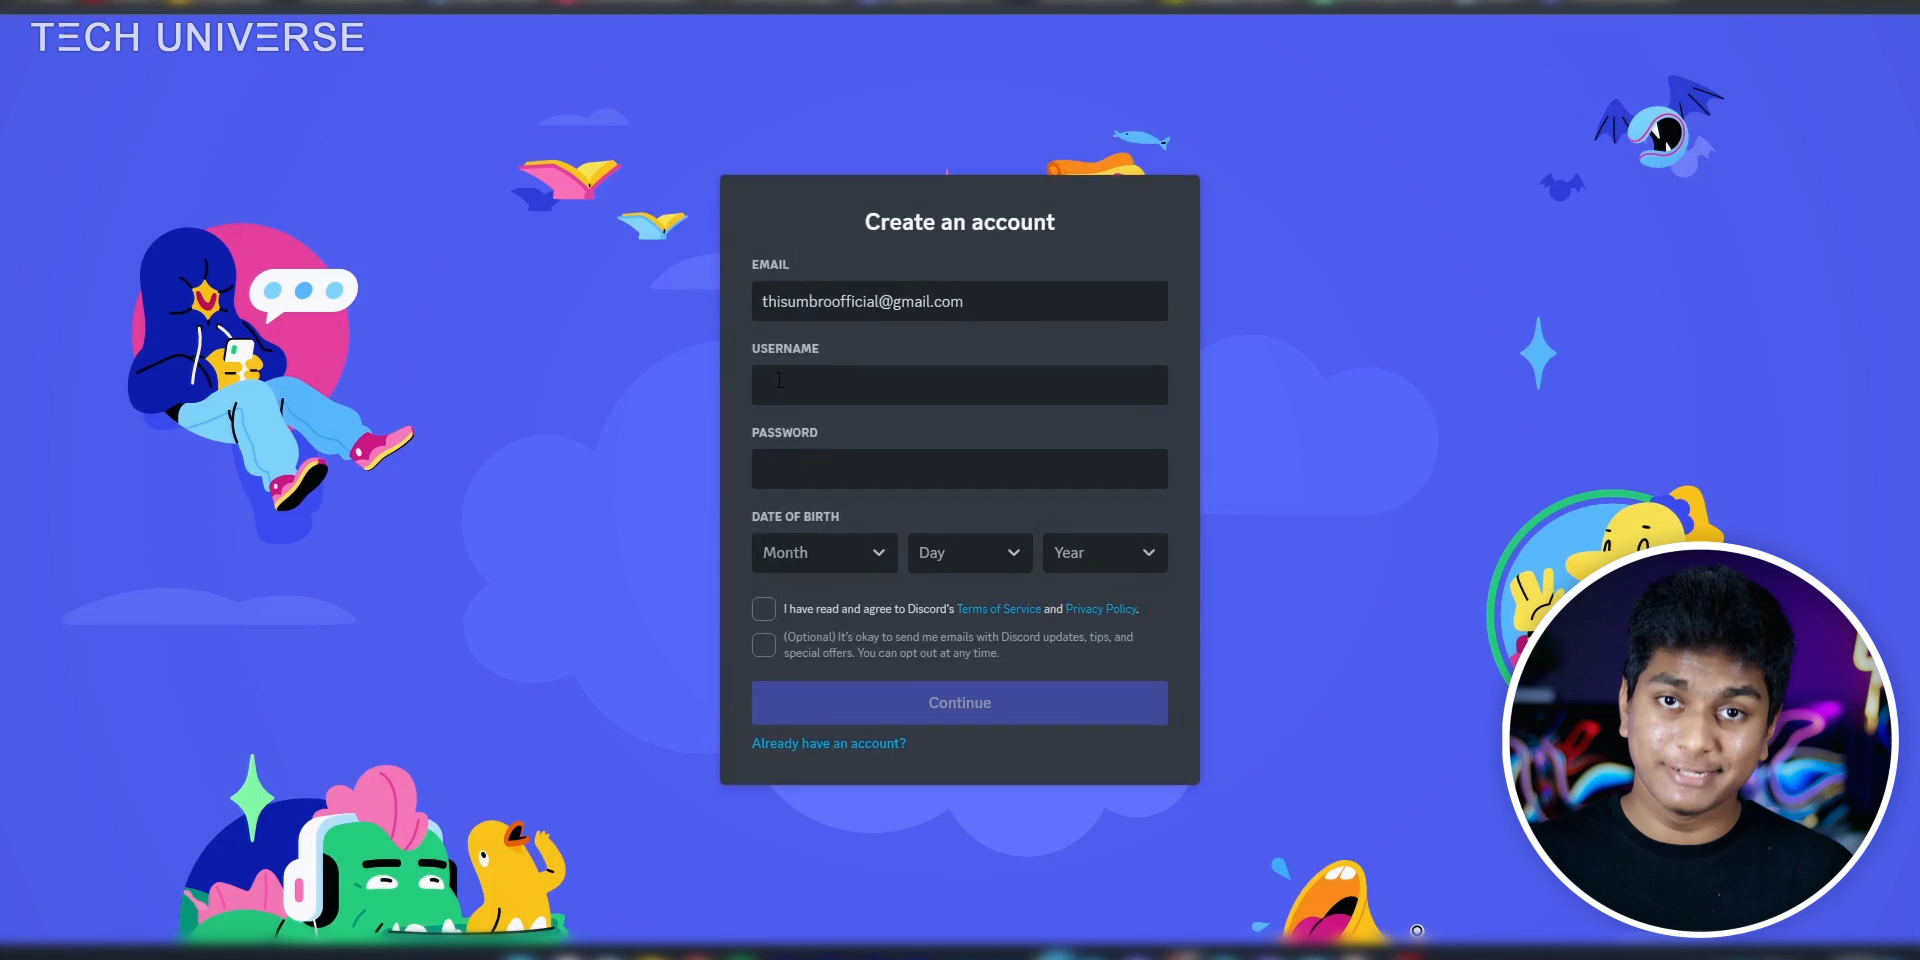 TECH UNIVERSE
Create an account
EMAIL
thisumbroofficial@gmail.com
USERNAME
PASSWORD
DATE OF BIRTH
Month Day Year
I have read and agree to Discord's Terms of Service and Privacy Policy.
(Optional) It's okay to send me emails with Discord updates, tips, and
special offers. You can opt out at any time.
Continue
Already have an account?